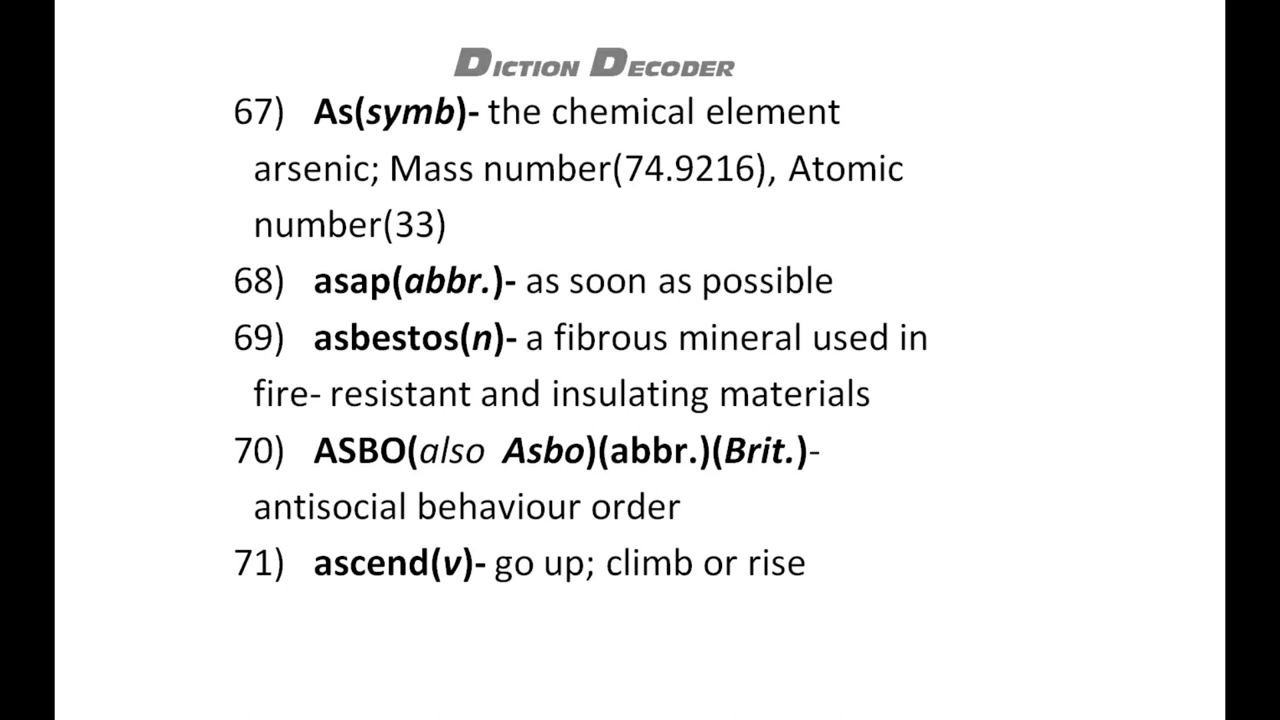 DICTION DECODER
67) As(symb)- the chemical element
arsenic; Mass number(74.9216), Atomic
number(33)
68) asap(abbr.)- as soon as possible
69) asbestos(n)- a fibrous mineral used in
fire- resistant and insulating materials
70) ASBO(also Asbo)(abbr.)(Brit.)-
antisocial behaviour order
71) ascend(v)- go up; climb or rise